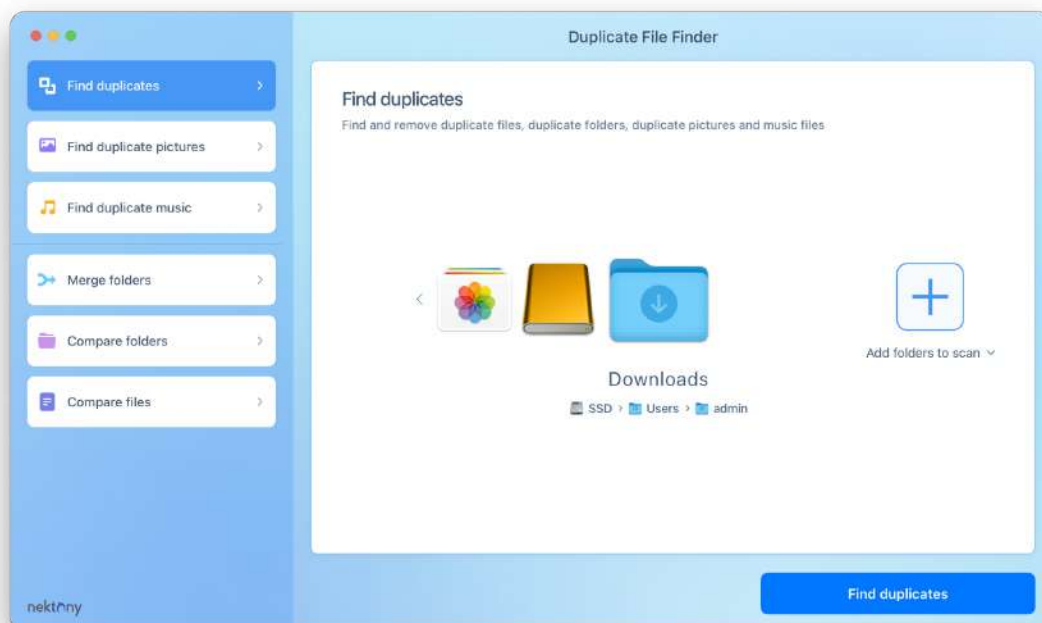 Duplicate File Finder
Find duplicates
Find duplicate pictures
Find duplicate music
Merge folders
Compare folders
Compare files
nektony
Find duplicates
Find and remove duplicate files, duplicate folders, duplicate pictures and music files
Add folders to scan
Downloads
SSD › Users › admin
Find duplicates